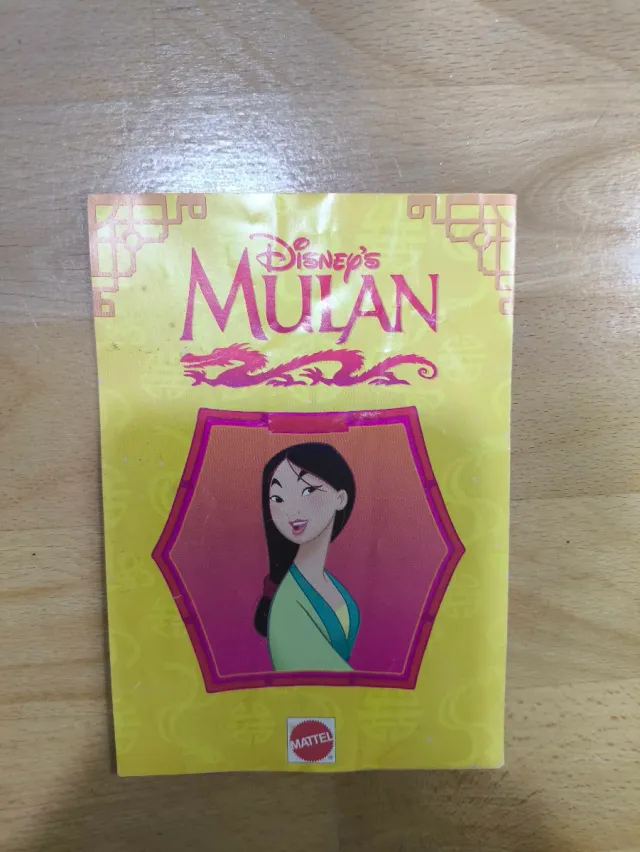 Disney's
MULAN
MATTEL
®